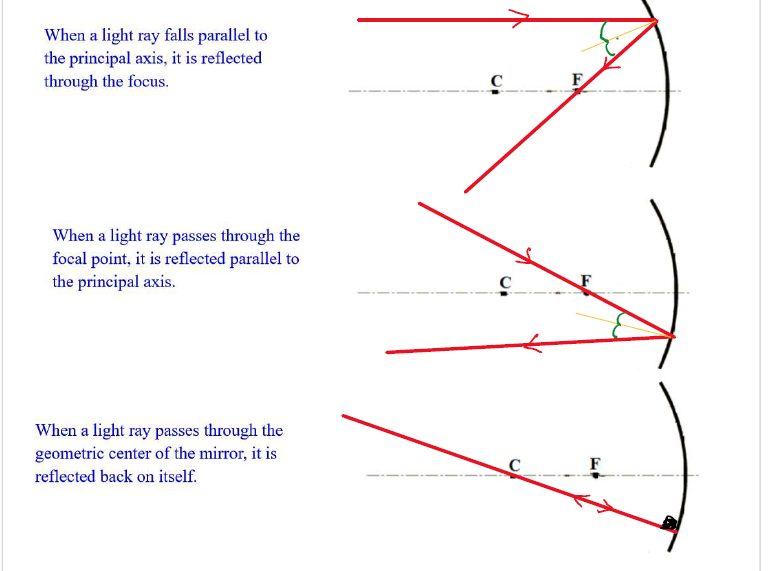 When a light ray falls parallel to
the principal axis, it is reflected
through the focus.
C F
When a light ray passes through the
focal point, it is reflected parallel to
the principal axis.
C F
When a light ray passes through the
geometric center of the mirror, it is
reflected back on itself.
C F